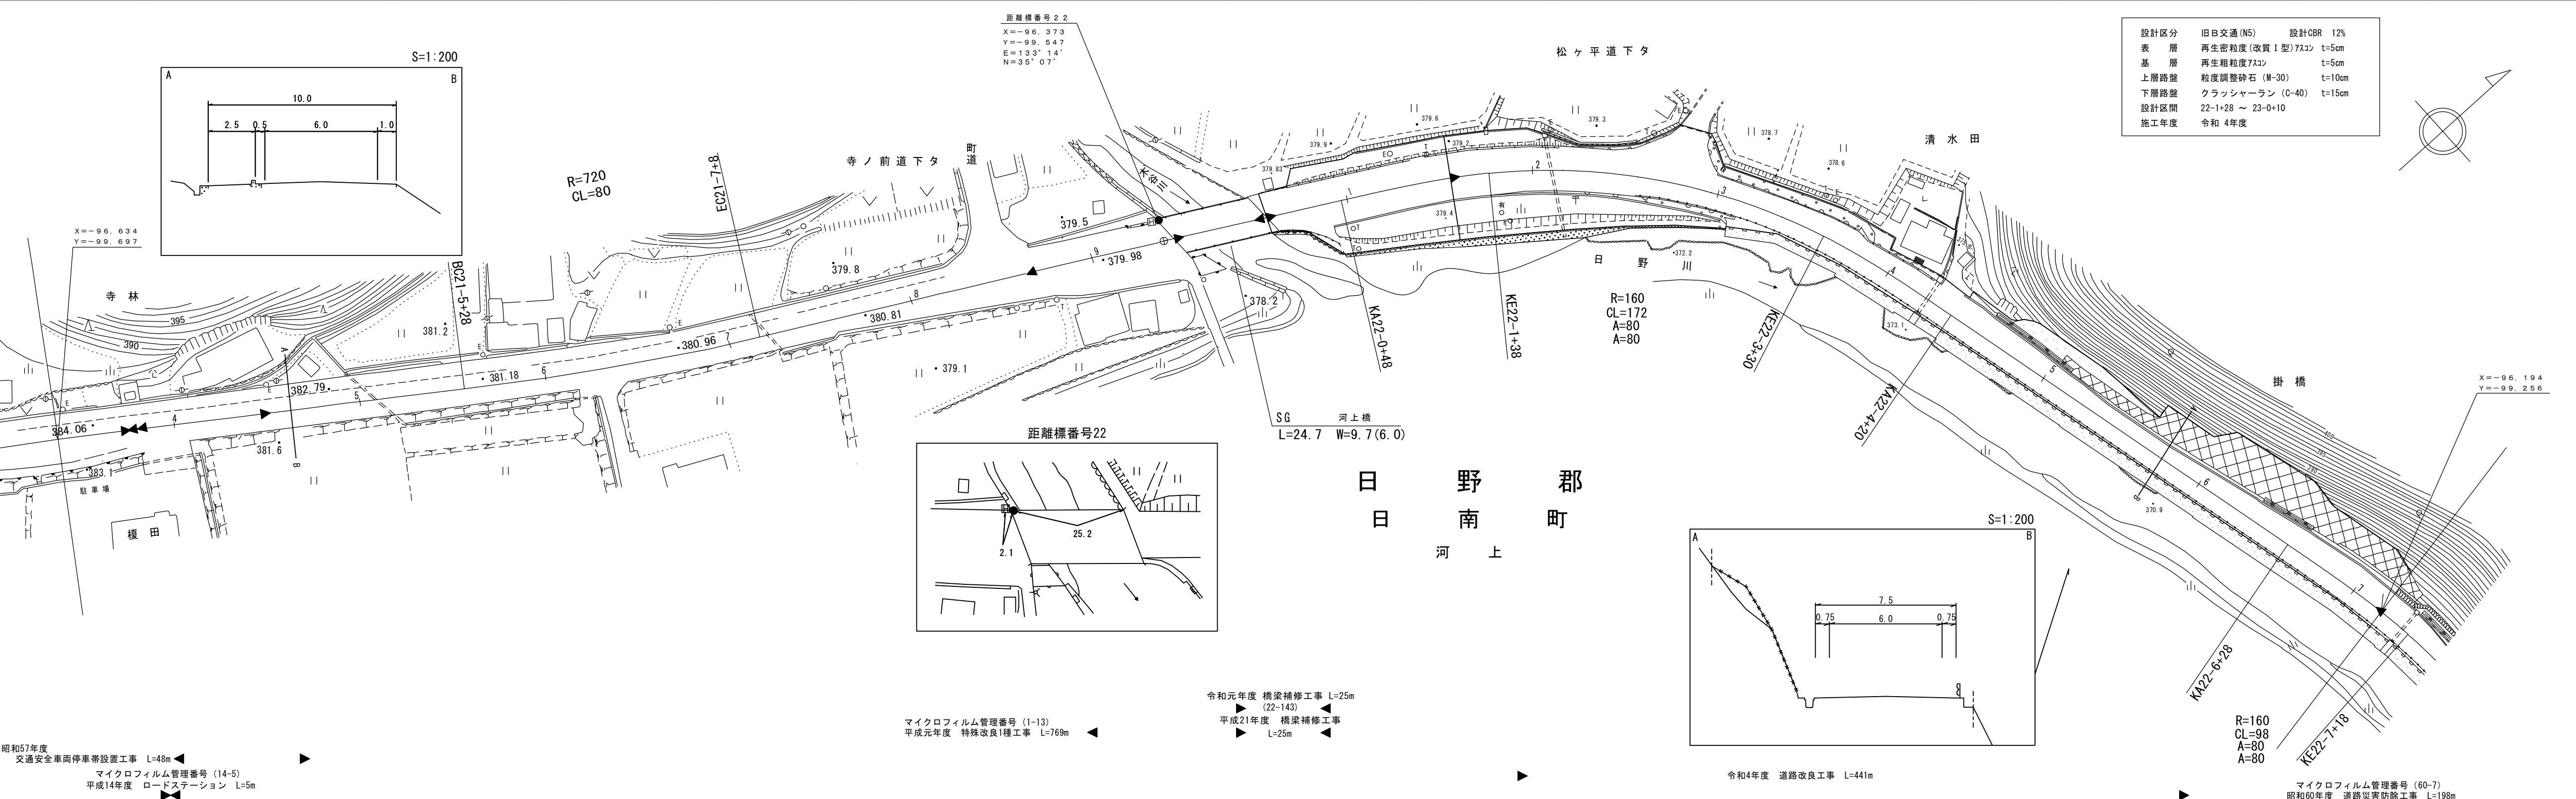 距離標番号22
X=-96. 373
Y=-99. 547
E=133°14′
N=35°07′
松ヶ平道下タ
設計区分 旧B交通(N5) 設計CBR 12%
表 層 再生密粒度(改質Ⅰ型)アスコン t=5cm
基 層 再生粗粒度アスコン t=5cm
上層路盤 粒度調整砕石 (M-30) t=10cm
下層路盤 クラッシャーラン (C-40) t=15cm
設計区間 22-1+28 ~ 23-0+10
施工年度 令和 4年度
S=1:200
A
B
10.0
2.5 0.5 6.0 1.0
R=720
CL=80
EC21-7+8
寺ノ前道下タ
町道
木谷川
清水田
379.6
379.3
378.7
378.6
379.9
379.2
379.83
379.4
379.5
379.98
379.8
X=-96. 634
Y=-99. 697
寺 林
395
390
BC21-5+28
381.2
380.81
380.96
381.18
382.79
384.06
383.1
381.6
379.1
378.2
駐車場
榎 田
4
5
6
7
8
9
1
2
3
4
5
6
7
有
日 野 川
372.2
373.1
370.9
KA22-0+48
KE22-1+38
R=160
CL=172
A=80
A=80
KE22-3+30
KA22-4+20
掛 橋
X=-96. 194
Y=-99. 256
400
395
390
SG 河上橋
L=24.7 W=9.7(6.0)
距離標番号22
2.1
25.2
日 野 郡
日 南 町
河 上
S=1:200
A
B
7.5
0.75 6.0 0.75
KA22-6+28
KE22-7+18
R=160
CL=98
A=80
A=80
昭和57年度
交通安全車両停車帯設置工事 L=48m
マイクロフィルム管理番号 (14-5)
平成14年度 ロードステーション L=5m
マイクロフィルム管理番号 (1-13)
平成元年度 特殊改良1種工事 L=769m
令和元年度 橋梁補修工事 L=25m
(22-143)
平成21年度 橋梁補修工事
L=25m
令和4年度 道路改良工事 L=441m
マイクロフィルム管理番号 (60-7)
昭和60年度 道路災害防除工事 L=198m